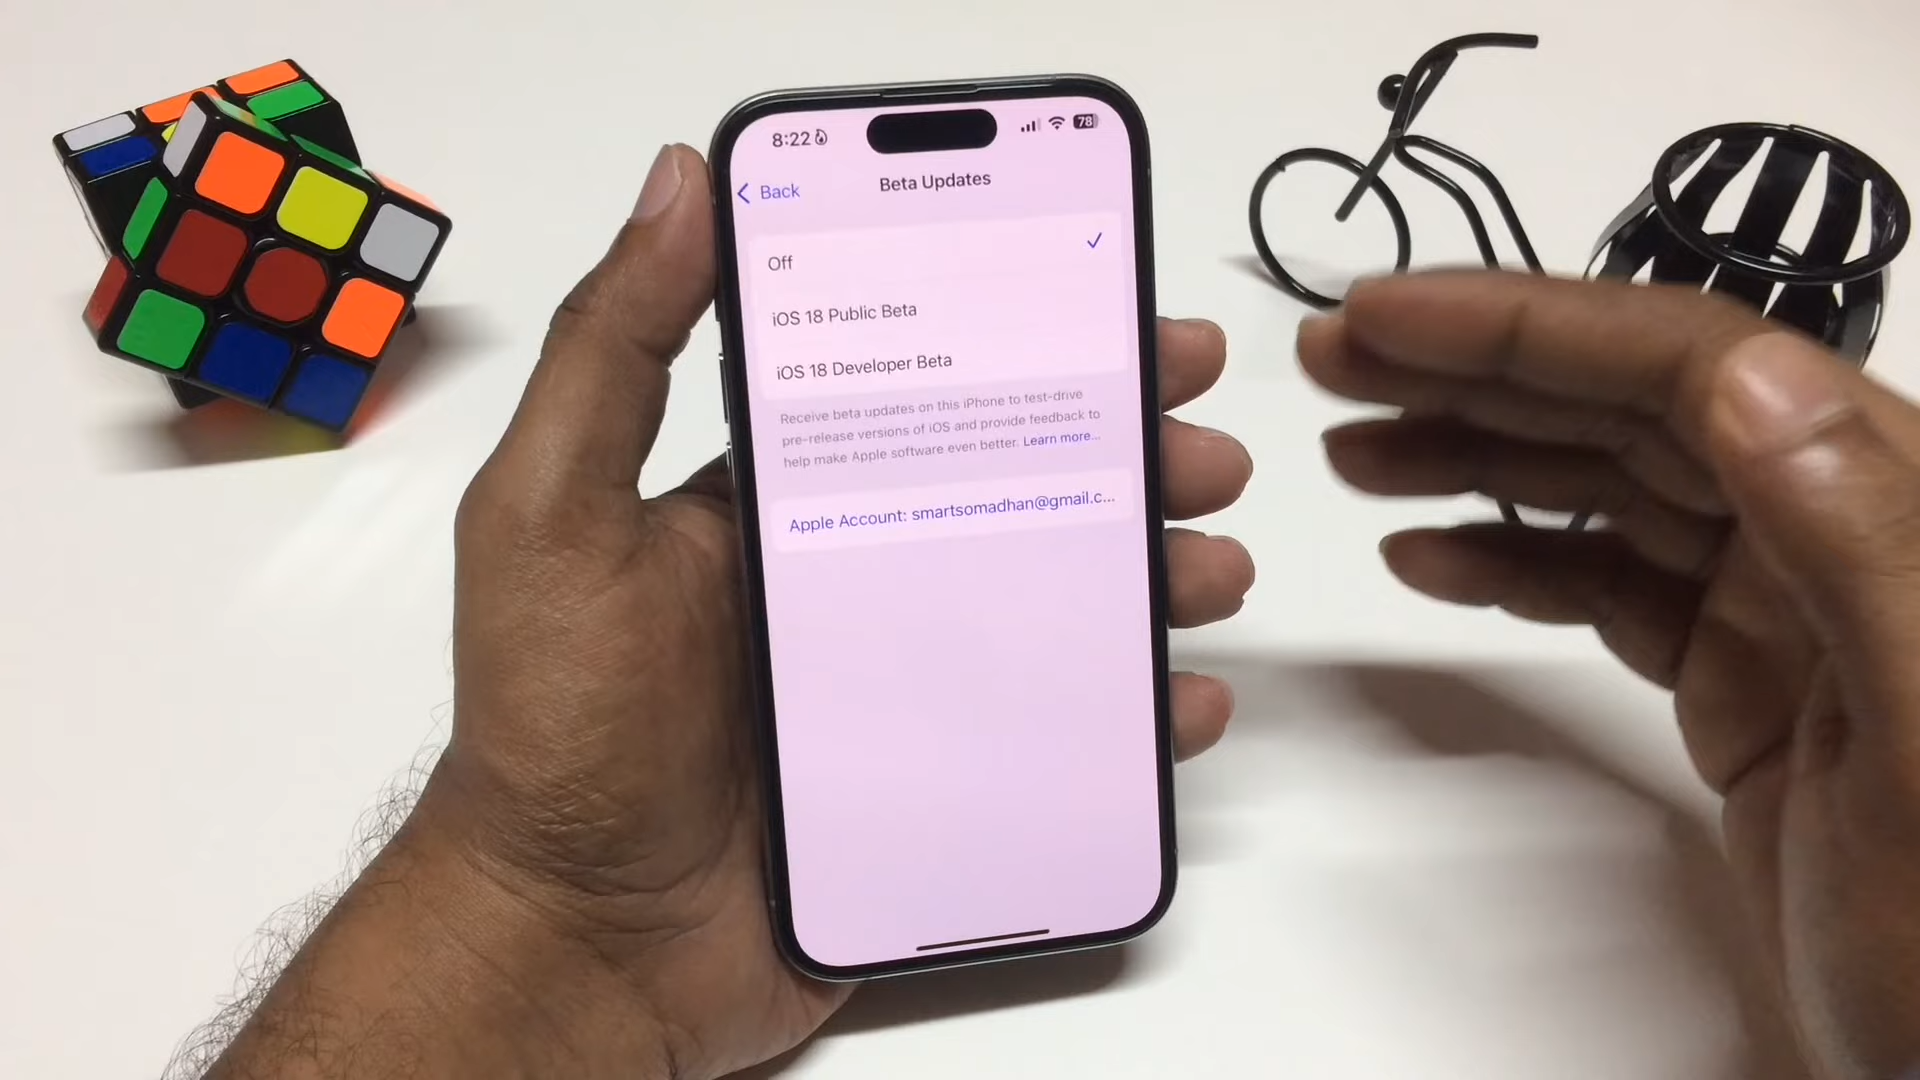 8:22
78
Back
Beta Updates
Off
iOS 18 Public Beta
iOS 18 Developer Beta
Receive beta updates on this iPhone to test-drive
pre-release versions of iOS and provide feedback to
help make Apple software even better. Learn more...
Apple Account: smartsomadhan@gmail.c...